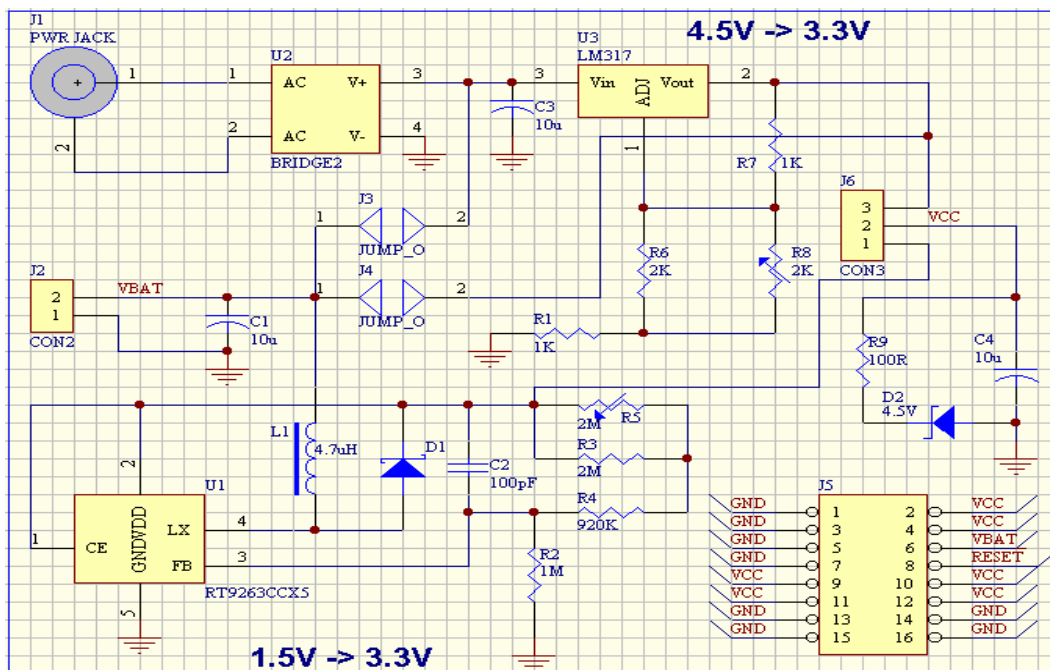 J1
PWR JACK
1
2
U2
BRIDGE2
1
AC
V+
3
2
AC
V-
4
C3
10u
U3
LM317
3
Vin
ADJ
Vout
2
1
4.5V -> 3.3V
R7
1K
J6
3
2
1
CON3
VCC
J3
1
2
JUMP_O
J4
1
2
JUMP_O
R6
2K
R8
2K
J2
2
1
CON2
VBAT
C1
10u
R1
1K
R9
100R
C4
10u
D2
4.5V
L1
4.7uH
D1
C2
100pF
2M
R5
R3
2M
R4
920K
R2
1M
U1
2
1
CE
GNDVDD
LX
4
FB
3
5
RT9263CCX5
1.5V -> 3.3V
J5
GND 1 2 VCC
GND 3 4 VCC
GND 5 6 VBAT
GND 7 8 RESET
VCC 9 10 VCC
VCC 11 12 VCC
GND 13 14 GND
GND 15 16 GND